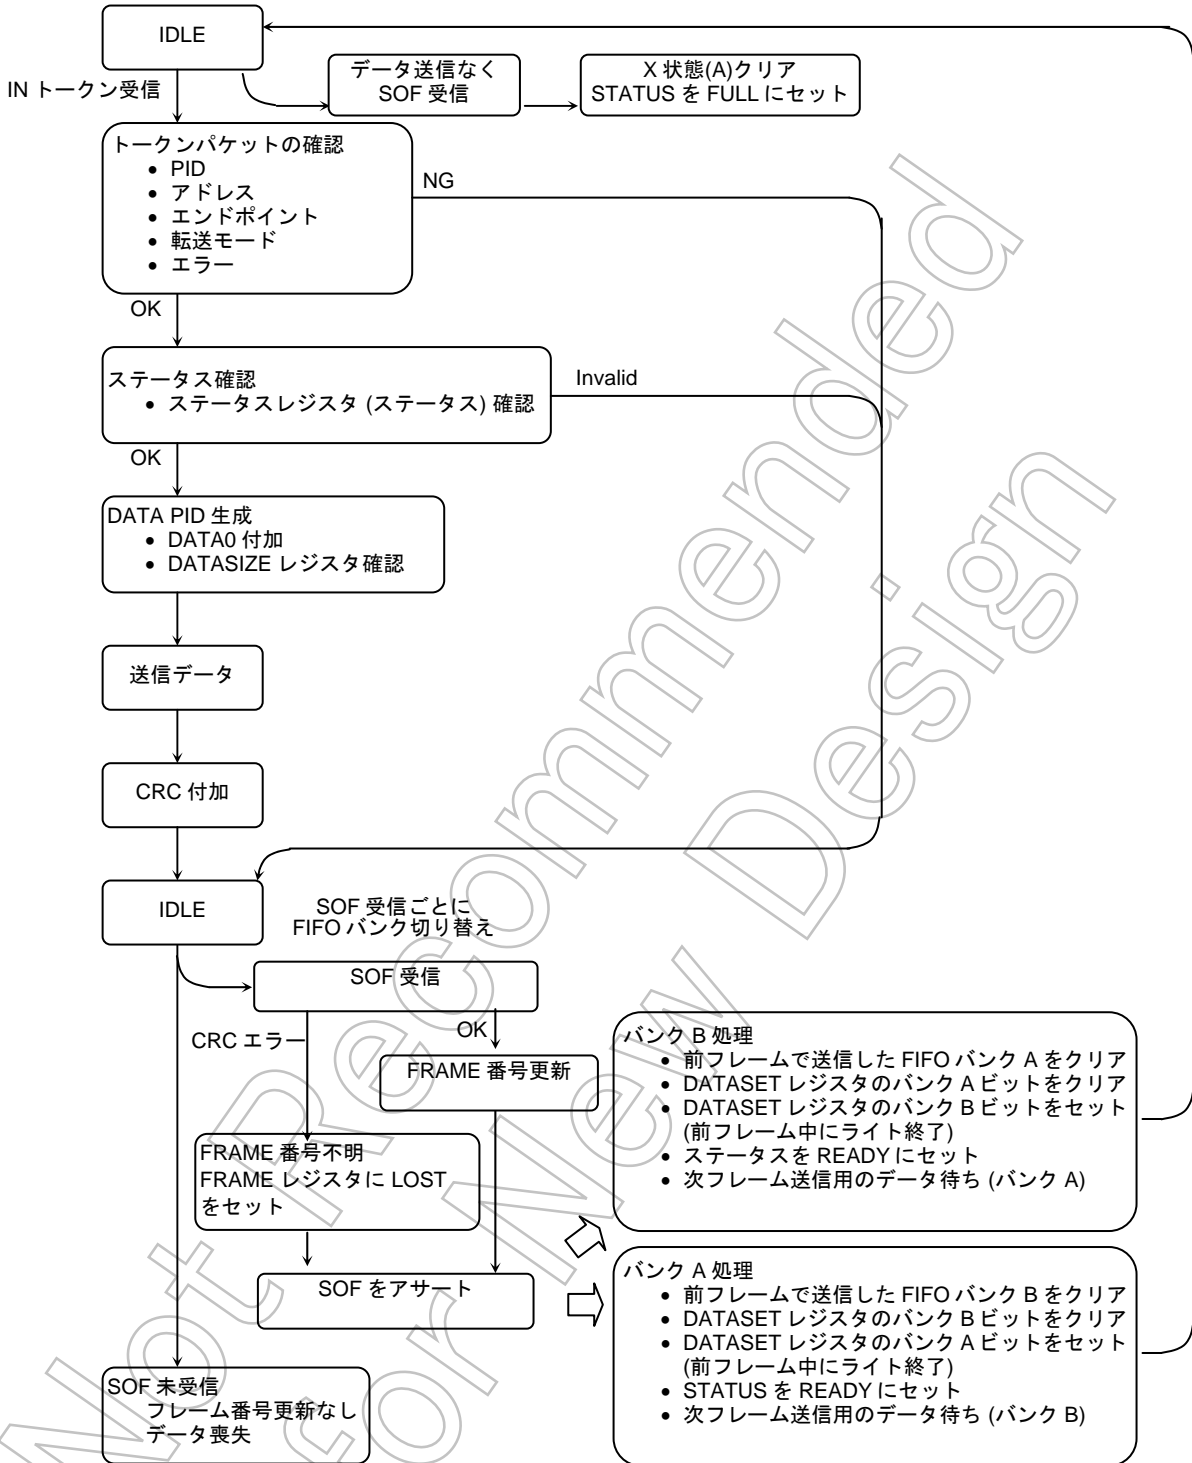 IDLE
IN トークン受信
データ送信なく
SOF 受信
X 状態(A)クリア
STATUS を FULL にセット
トークンパケットの確認
• PID
• アドレス
• エンドポイント
• 転送モード
• エラー
NG
OK
ステータス確認
• ステータスレジスタ (ステータス) 確認
Invalid
OK
DATA PID 生成
• DATA0 付加
• DATASIZE レジスタ確認
送信データ
CRC 付加
IDLE
SOF 受信ごとに
FIFO バンク切り替え
SOF 受信
CRC エラー
OK
FRAME 番号更新
FRAME 番号不明
FRAME レジスタに LOST
をセット
SOF をアサート
SOF 未受信
フレーム番号更新なし
データ喪失
バンク B 処理
• 前フレームで送信した FIFO バンク A をクリア
• DATASET レジスタのバンク A ビットをクリア
• DATASET レジスタのバンク B ビットをセット
(前フレーム中にライト終了)
• ステータスを READY にセット
• 次フレーム送信用のデータ待ち (バンク A)
バンク A 処理
• 前フレームで送信した FIFO バンク B をクリア
• DATASET レジスタのバンク B ビットをクリア
• DATASET レジスタのバンク A ビットをセット
(前フレーム中にライト終了)
• STATUS を READY にセット
• 次フレーム送信用のデータ待ち (バンク B)
Not Recommended
for New Design